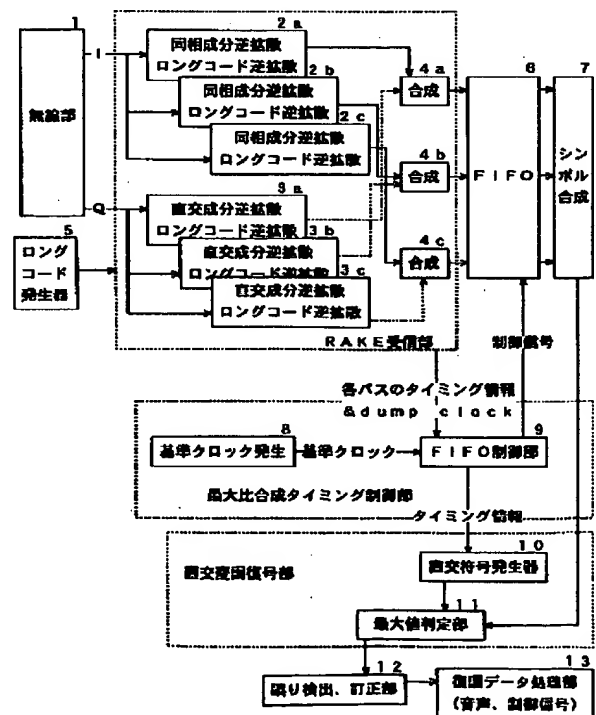 1
無線部
I
Q
5
ロング
コード
発生器
2a
同相成分逆拡散
ロングコード逆拡散
2b
同相成分逆拡散
ロングコード逆拡散
2c
同相成分逆拡散
ロングコード逆拡散
3a
直交成分逆拡散
ロングコード逆拡散
3b
直交成分逆拡散
ロングコード逆拡散
3c
直交成分逆拡散
ロングコード逆拡散
4a
合成
4b
合成
4c
合成
RAKE受信部
6
FIFO
7
シン
ボル
合成
制御信号
各パスのタイミング情報
&dump clock
8
基準クロック発生
基準クロック
9
FIFO制御部
最大比合成タイミング制御部
タイミング情報
直交変調復号部
10
直交符号発生器
11
最大値判定部
12
誤り検出、訂正部
13
復調データ処理部
(音声、制御信号)